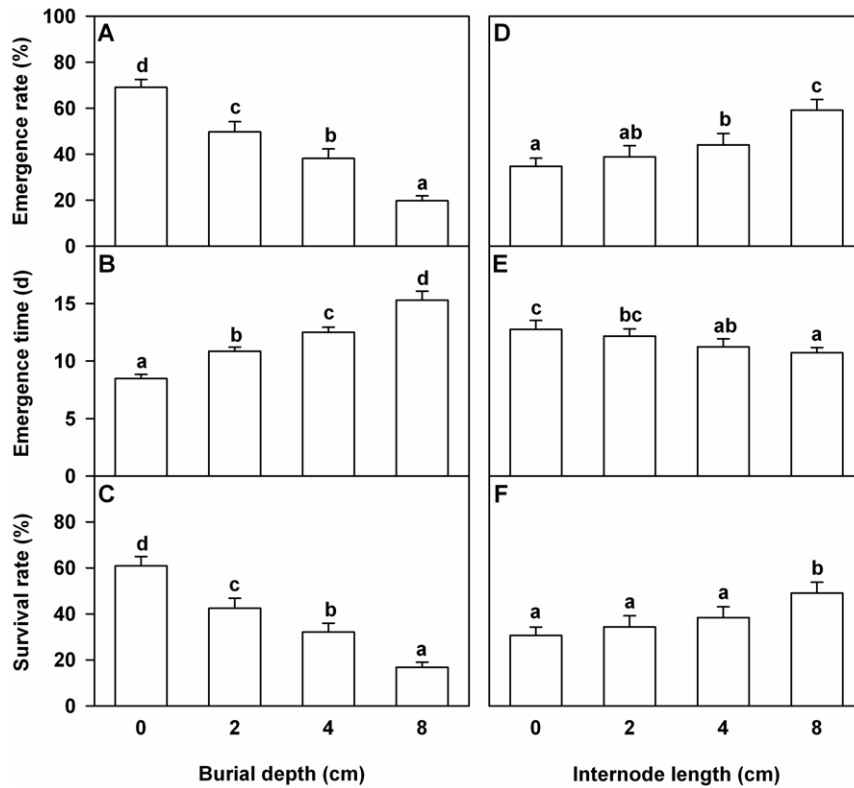 A
Emergence rate (%)
100
80
60
40
20
0
d
c
b
a
D
a
ab
b
c
B
Emergence time (d)
15
10
5
0
a
b
c
d
E
c
bc
ab
a
C
Survival rate (%)
80
60
40
20
0
d
c
b
a
F
a
a
a
b
0 2 4 8
Burial depth (cm)
0 2 4 8
Internode length (cm)